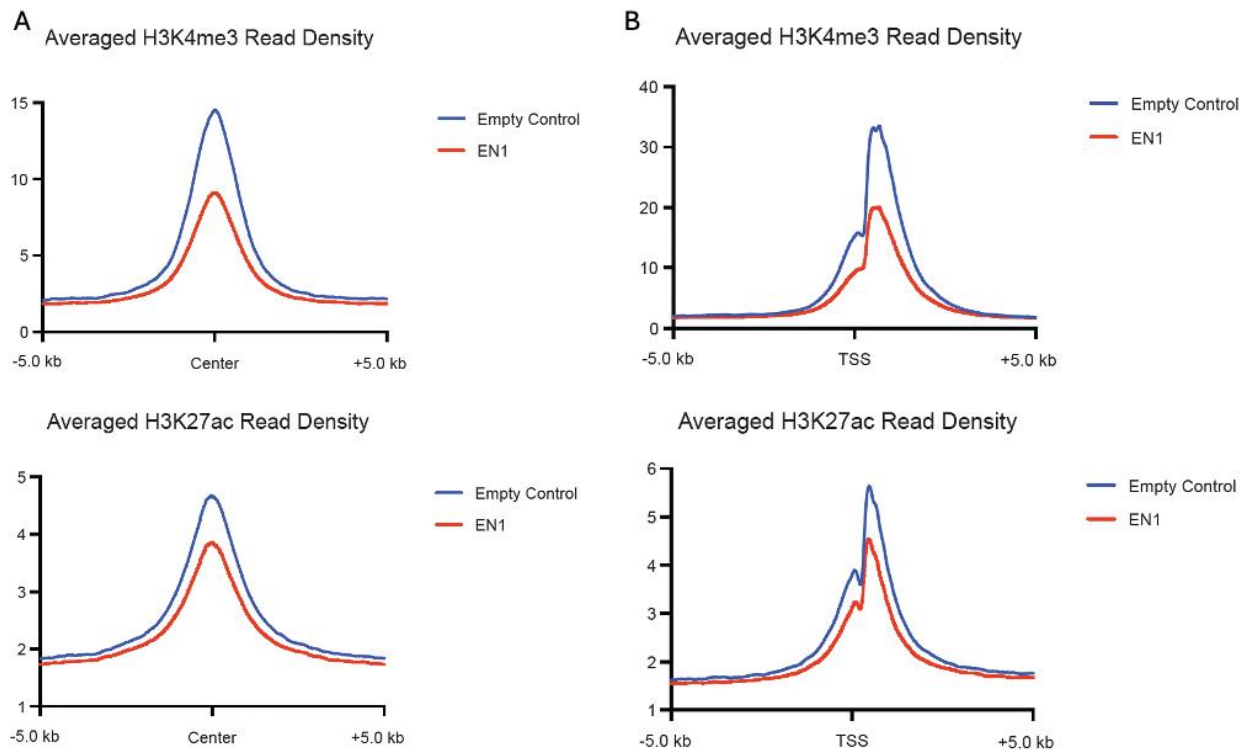 A
Averaged H3K4me3 Read Density
15
10
5
0
-5.0 kb
Center
+5.0 kb
Empty Control
EN1
B
Averaged H3K4me3 Read Density
40
30
20
10
0
-5.0 kb
TSS
+5.0 kb
Empty Control
EN1
Averaged H3K27ac Read Density
5
4
3
2
1
-5.0 kb
Center
+5.0 kb
Empty Control
EN1
Averaged H3K27ac Read Density
6
5
4
3
2
1
-5.0 kb
TSS
+5.0 kb
Empty Control
EN1